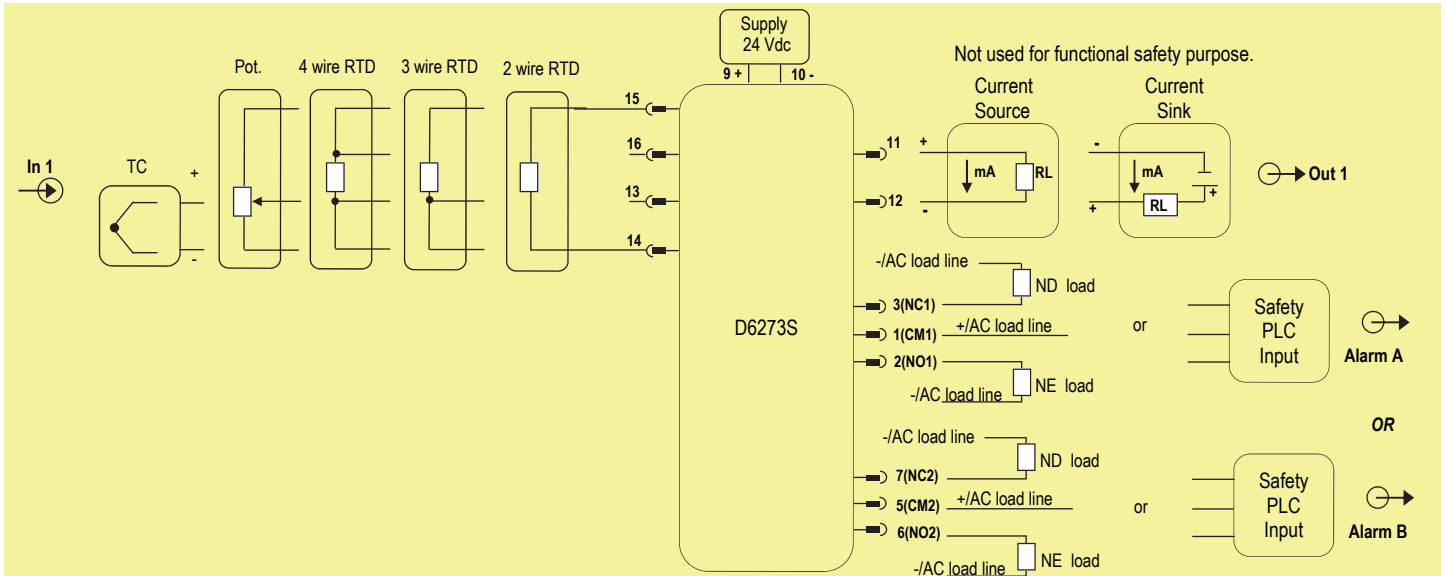 Supply
24 Vdc
9 +
10 -
Not used for functional safety purpose.
Pot.
4 wire RTD
3 wire RTD
2 wire RTD
Current
Source
Current
Sink
15
16
13
14
In 1
TC
+
-
11
12
+
-
mA
RL
-
+
mA
RL
+
Out 1
D6273S
-/AC load line
ND load
3(NC1)
1(CM1)
+/AC load line
2(NO1)
-/AC load line
NE load
or
Safety
PLC
Input
Alarm A
OR
-/AC load line
ND load
7(NC2)
5(CM2)
+/AC load line
6(NO2)
-/AC load line
NE load
or
Safety
PLC
Input
Alarm B